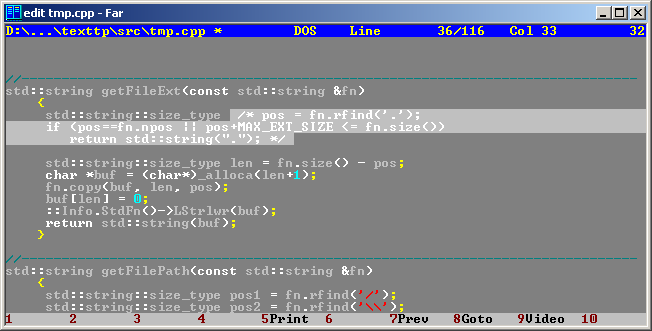 edit tmp.cpp - Far
D:\...\texttp\src\tmp.cpp * DOS Line 36/116 Col 33 32
//
std::string getFileExt(const std::string &fn)
{
std::string::size_type /* pos = fn.rfind('.');
if (pos==fn.npos || pos+MAX_EXT_SIZE <= fn.size())
return std::string("."); */
std::string::size_type len = fn.size() - pos;
char *buf = (char*)_alloca(len+1);
fn.copy(buf, len, pos);
buf[len] = 0;
::Info.StdFn()->LStrlwr(buf);
return std::string(buf);
}
//
std::string getFilePath(const std::string &fn)
{
std::string::size_type pos1 = fn.rfind('/');
std::string::size_type pos2 = fn.rfind('\\');
1 2 3 4 5Print 6 7Prev 8Goto 9Video 10